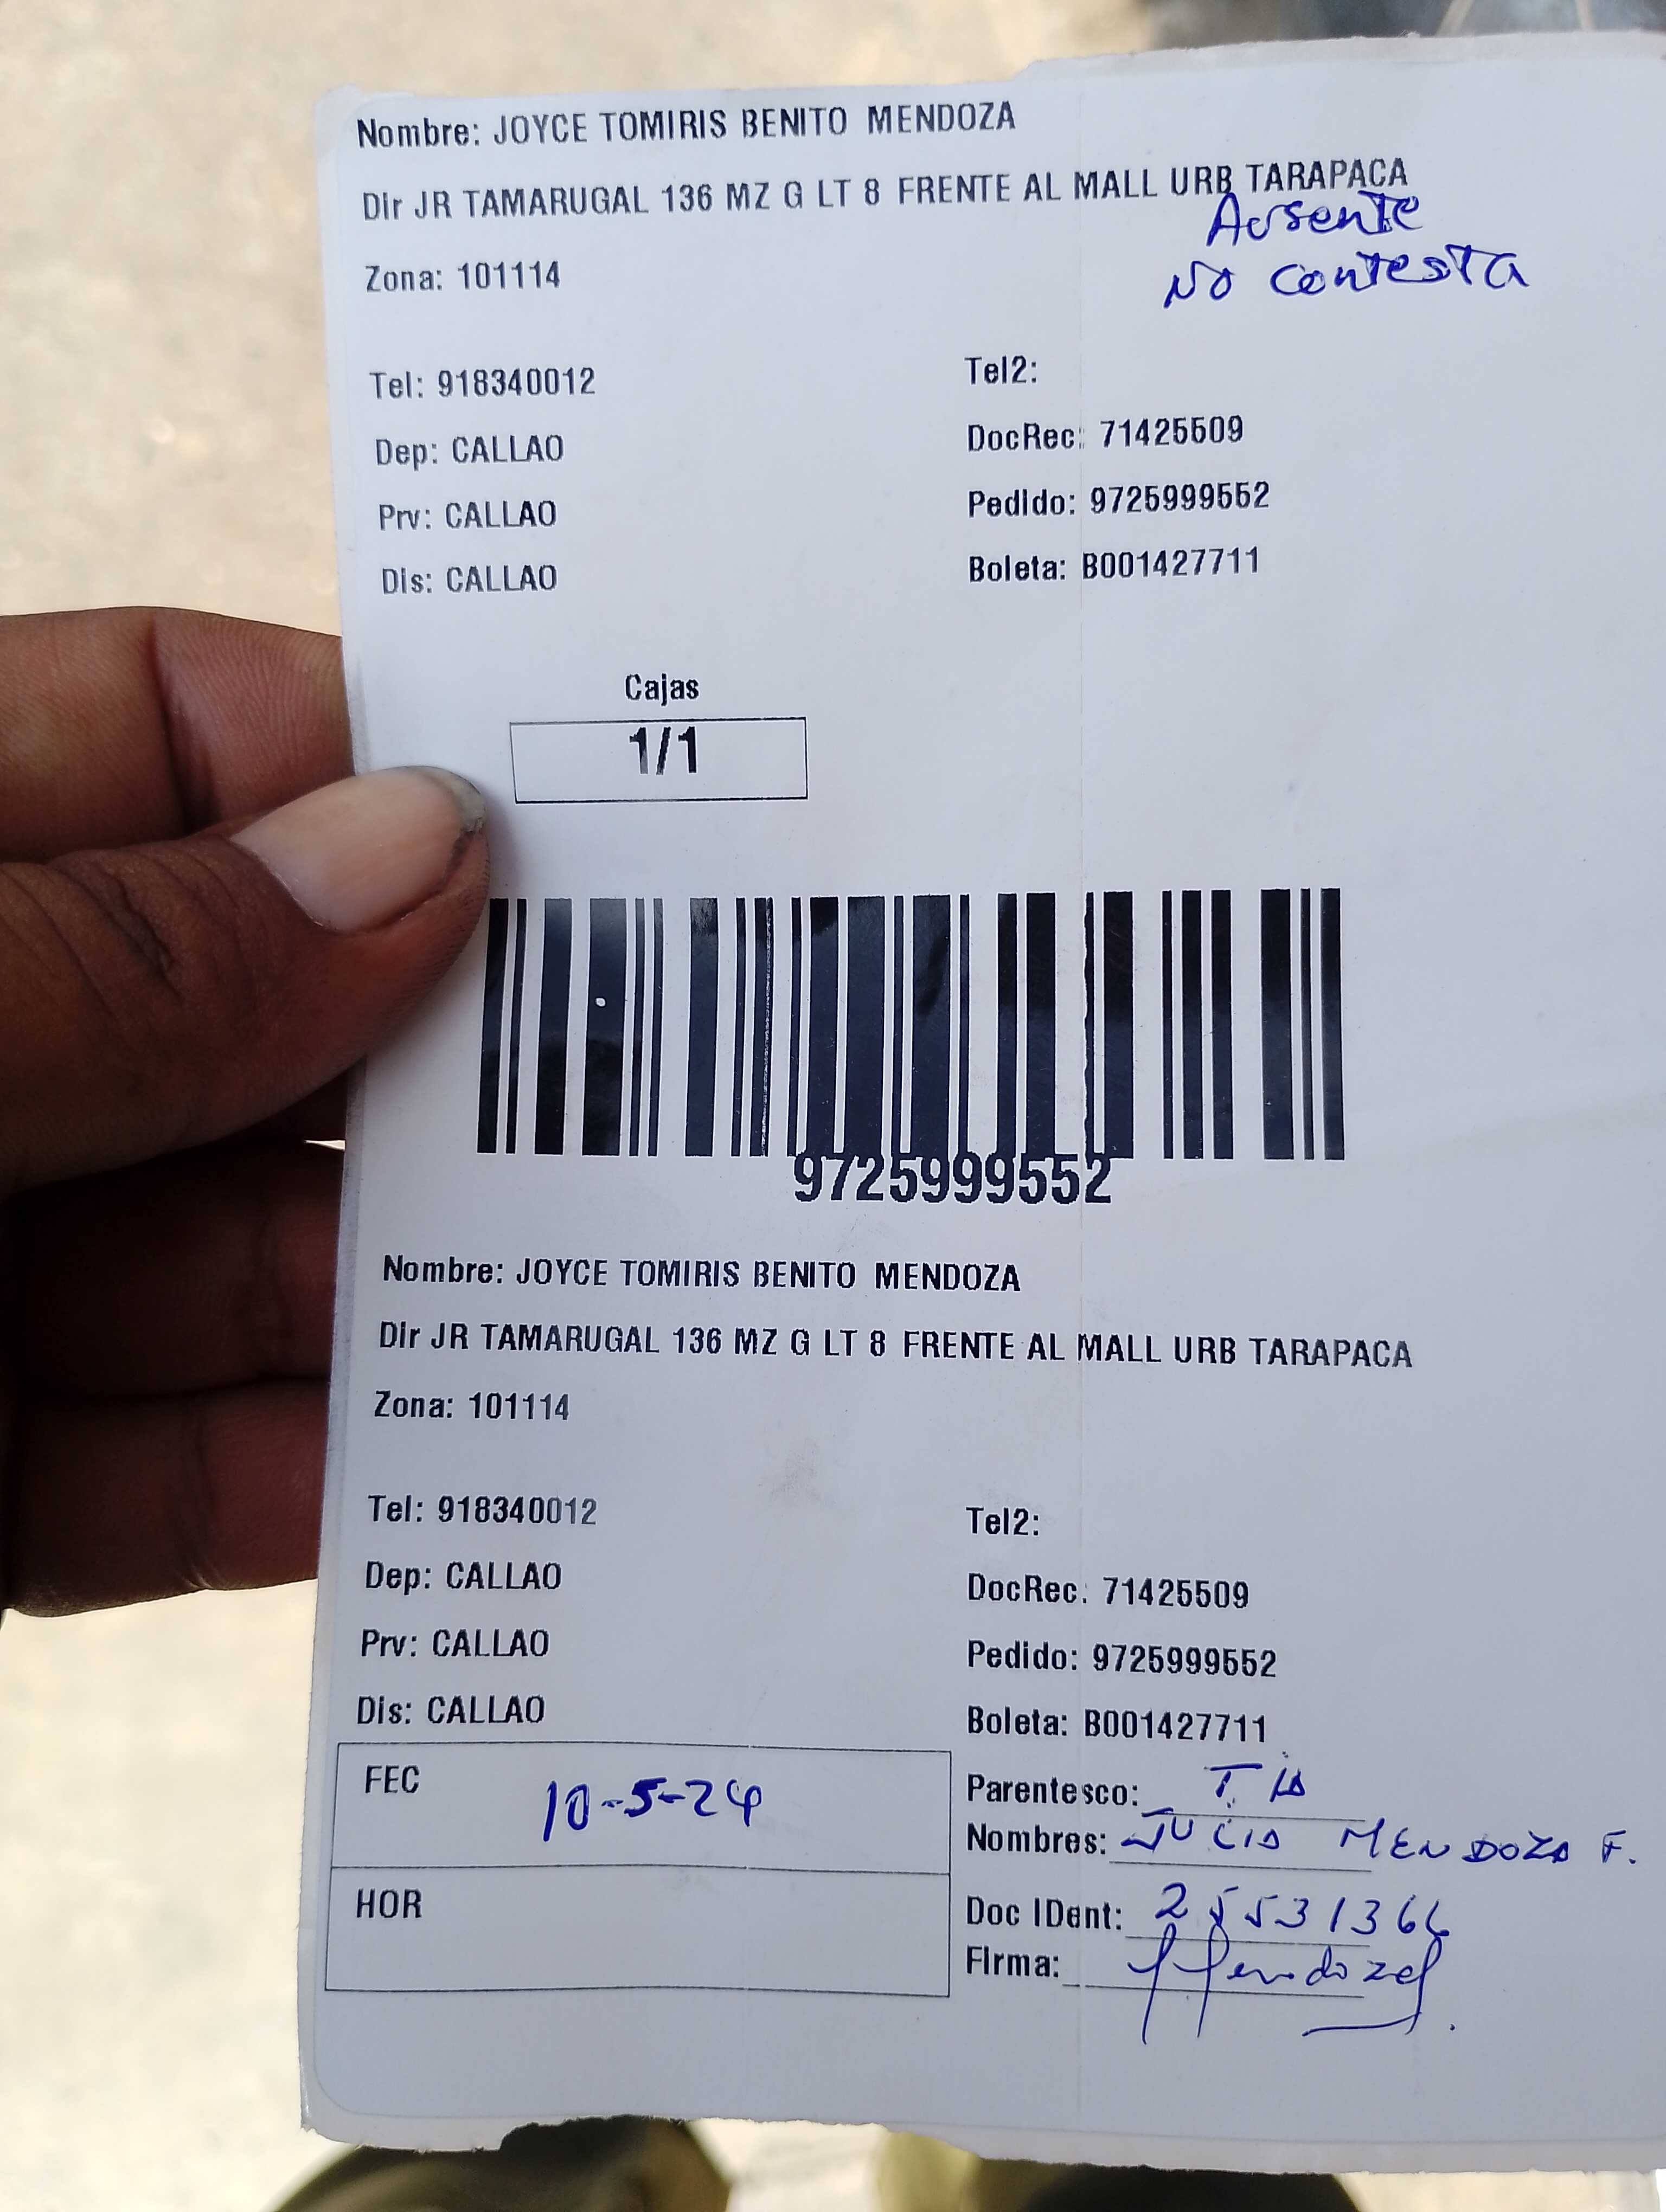 Nombre: JOYCE TOMIRIS BENITO MENDOZA
Dir JR TAMARUGAL 136 MZ G LT 8 FRENTE AL MALL URB TARAPACA
Ausente
No contesta
Zona: 101114
Tel: 918340012 Tel2:
Dep: CALLAO DocRec: 71425509
Prv: CALLAO Pedido: 9725999552
Dis: CALLAO Boleta: B001427711
Cajas
1/1
9725999552
Nombre: JOYCE TOMIRIS BENITO MENDOZA
Dir JR TAMARUGAL 136 MZ G LT 8 FRENTE AL MALL URB TARAPACA
Zona: 101114
Tel: 918340012 Tel2:
Dep: CALLAO DocRec: 71425509
Prv: CALLAO Pedido: 9725999552
Dis: CALLAO Boleta: B001427711
FEC 10-5-24
Parentesco: TIA
Nombres: MENDOZA F.
HOR
Doc IDent: 25531366
Firma: Mendoza